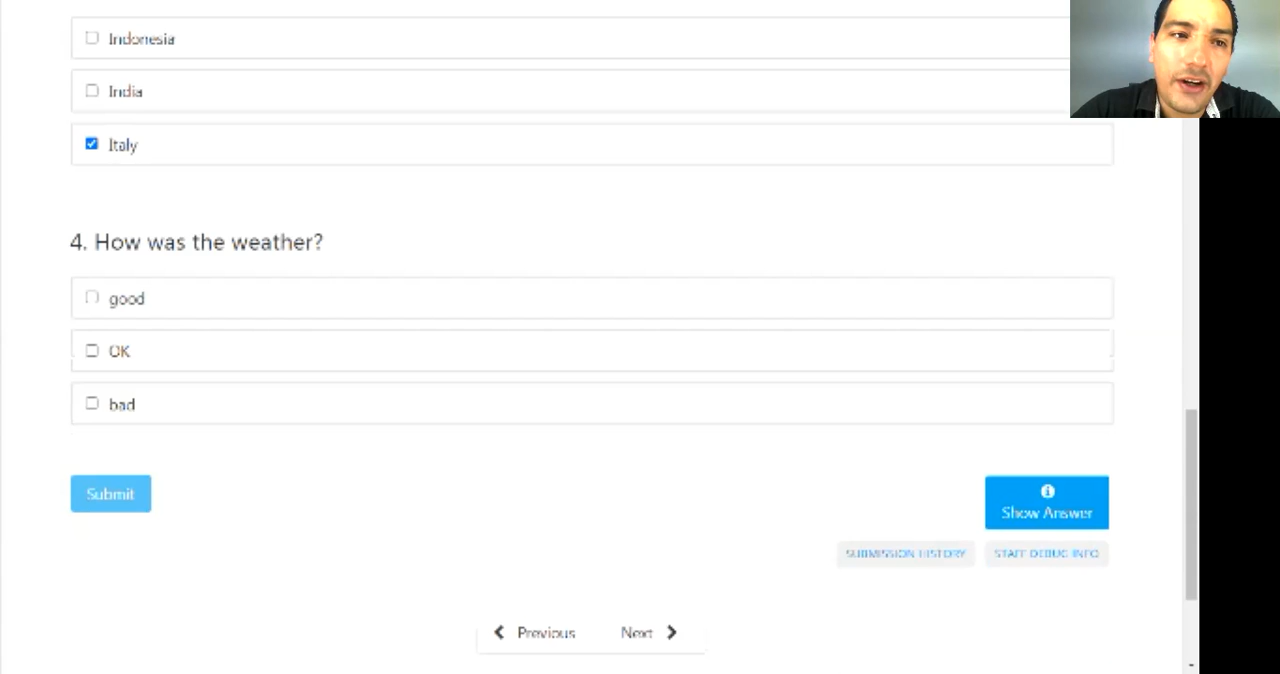 Indonesia
India
Italy
4. How was the weather?
good
OK
bad
Submit
Show Answer
SUBMISSION HISTORY
STAFF DEBUG INFO
Previous
Next